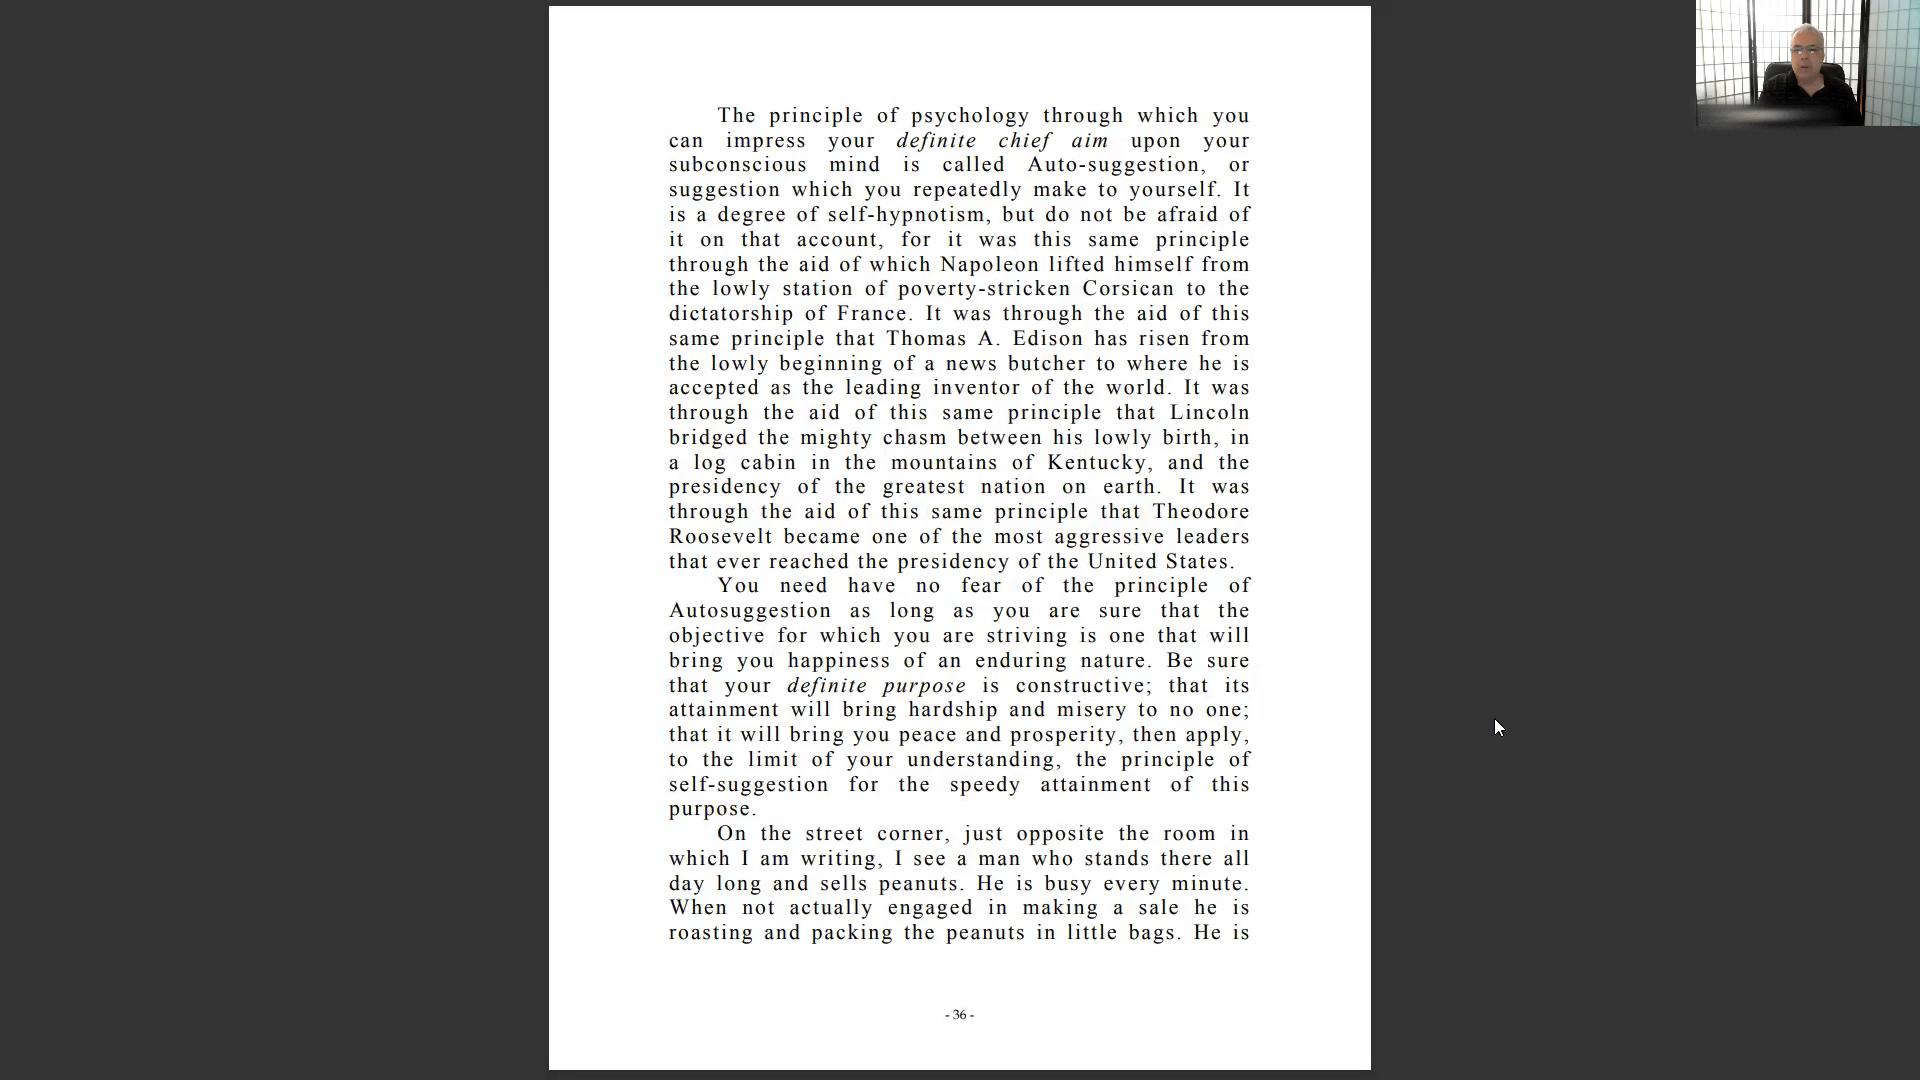 The principle of psychology through which you
can impress your definite chief aim upon your
subconscious mind is called Auto-suggestion, or
suggestion which you repeatedly make to yourself. It
is a degree of self-hypnotism, but do not be afraid of
it on that account, for it was this same principle
through the aid of which Napoleon lifted himself from
the lowly station of poverty-stricken Corsican to the
dictatorship of France. It was through the aid of this
same principle that Thomas A. Edison has risen from
the lowly beginning of a news butcher to where he is
accepted as the leading inventor of the world. It was
through the aid of this same principle that Lincoln
bridged the mighty chasm between his lowly birth, in
a log cabin in the mountains of Kentucky, and the
presidency of the greatest nation on earth. It was
through the aid of this same principle that Theodore
Roosevelt became one of the most aggressive leaders
that ever reached the presidency of the United States.
You need have no fear of the principle of
Autosuggestion as long as you are sure that the
objective for which you are striving is one that will
bring you happiness of an enduring nature. Be sure
that your definite purpose is constructive; that its
attainment will bring hardship and misery to no one;
that it will bring you peace and prosperity, then apply,
to the limit of your understanding, the principle of
self-suggestion for the speedy attainment of this
purpose.
On the street corner, just opposite the room in
which I am writing, I see a man who stands there all
day long and sells peanuts. He is busy every minute.
When not actually engaged in making a sale he is
roasting and packing the peanuts in little bags. He is
- 36 -